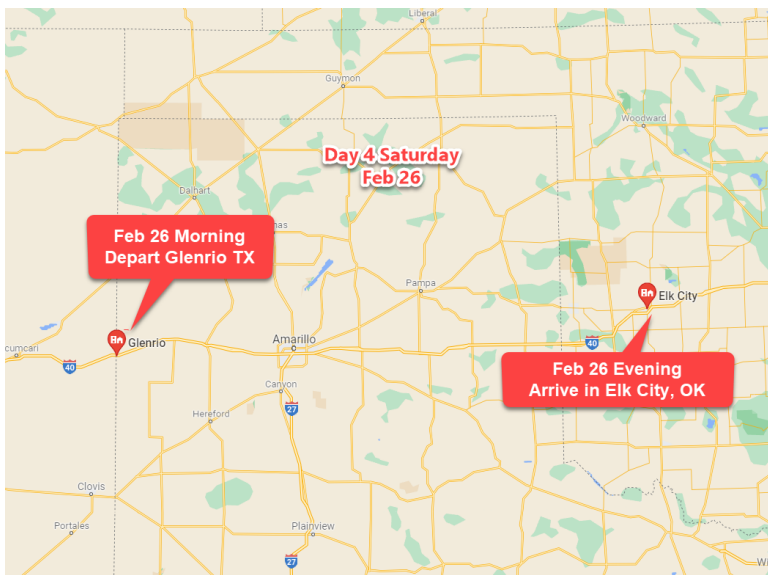 Liberal
Guymon
Woodward
Day 4 Saturday
Feb 26
Dalhart
Feb 26 Morning
Depart Glenrio TX
Pampa
Elk City
Glenrio
Amarillo
40
40
Feb 26 Evening
Arrive in Elk City, OK
Canyon
27
Hereford
Clovis
Portales
Plainview
27